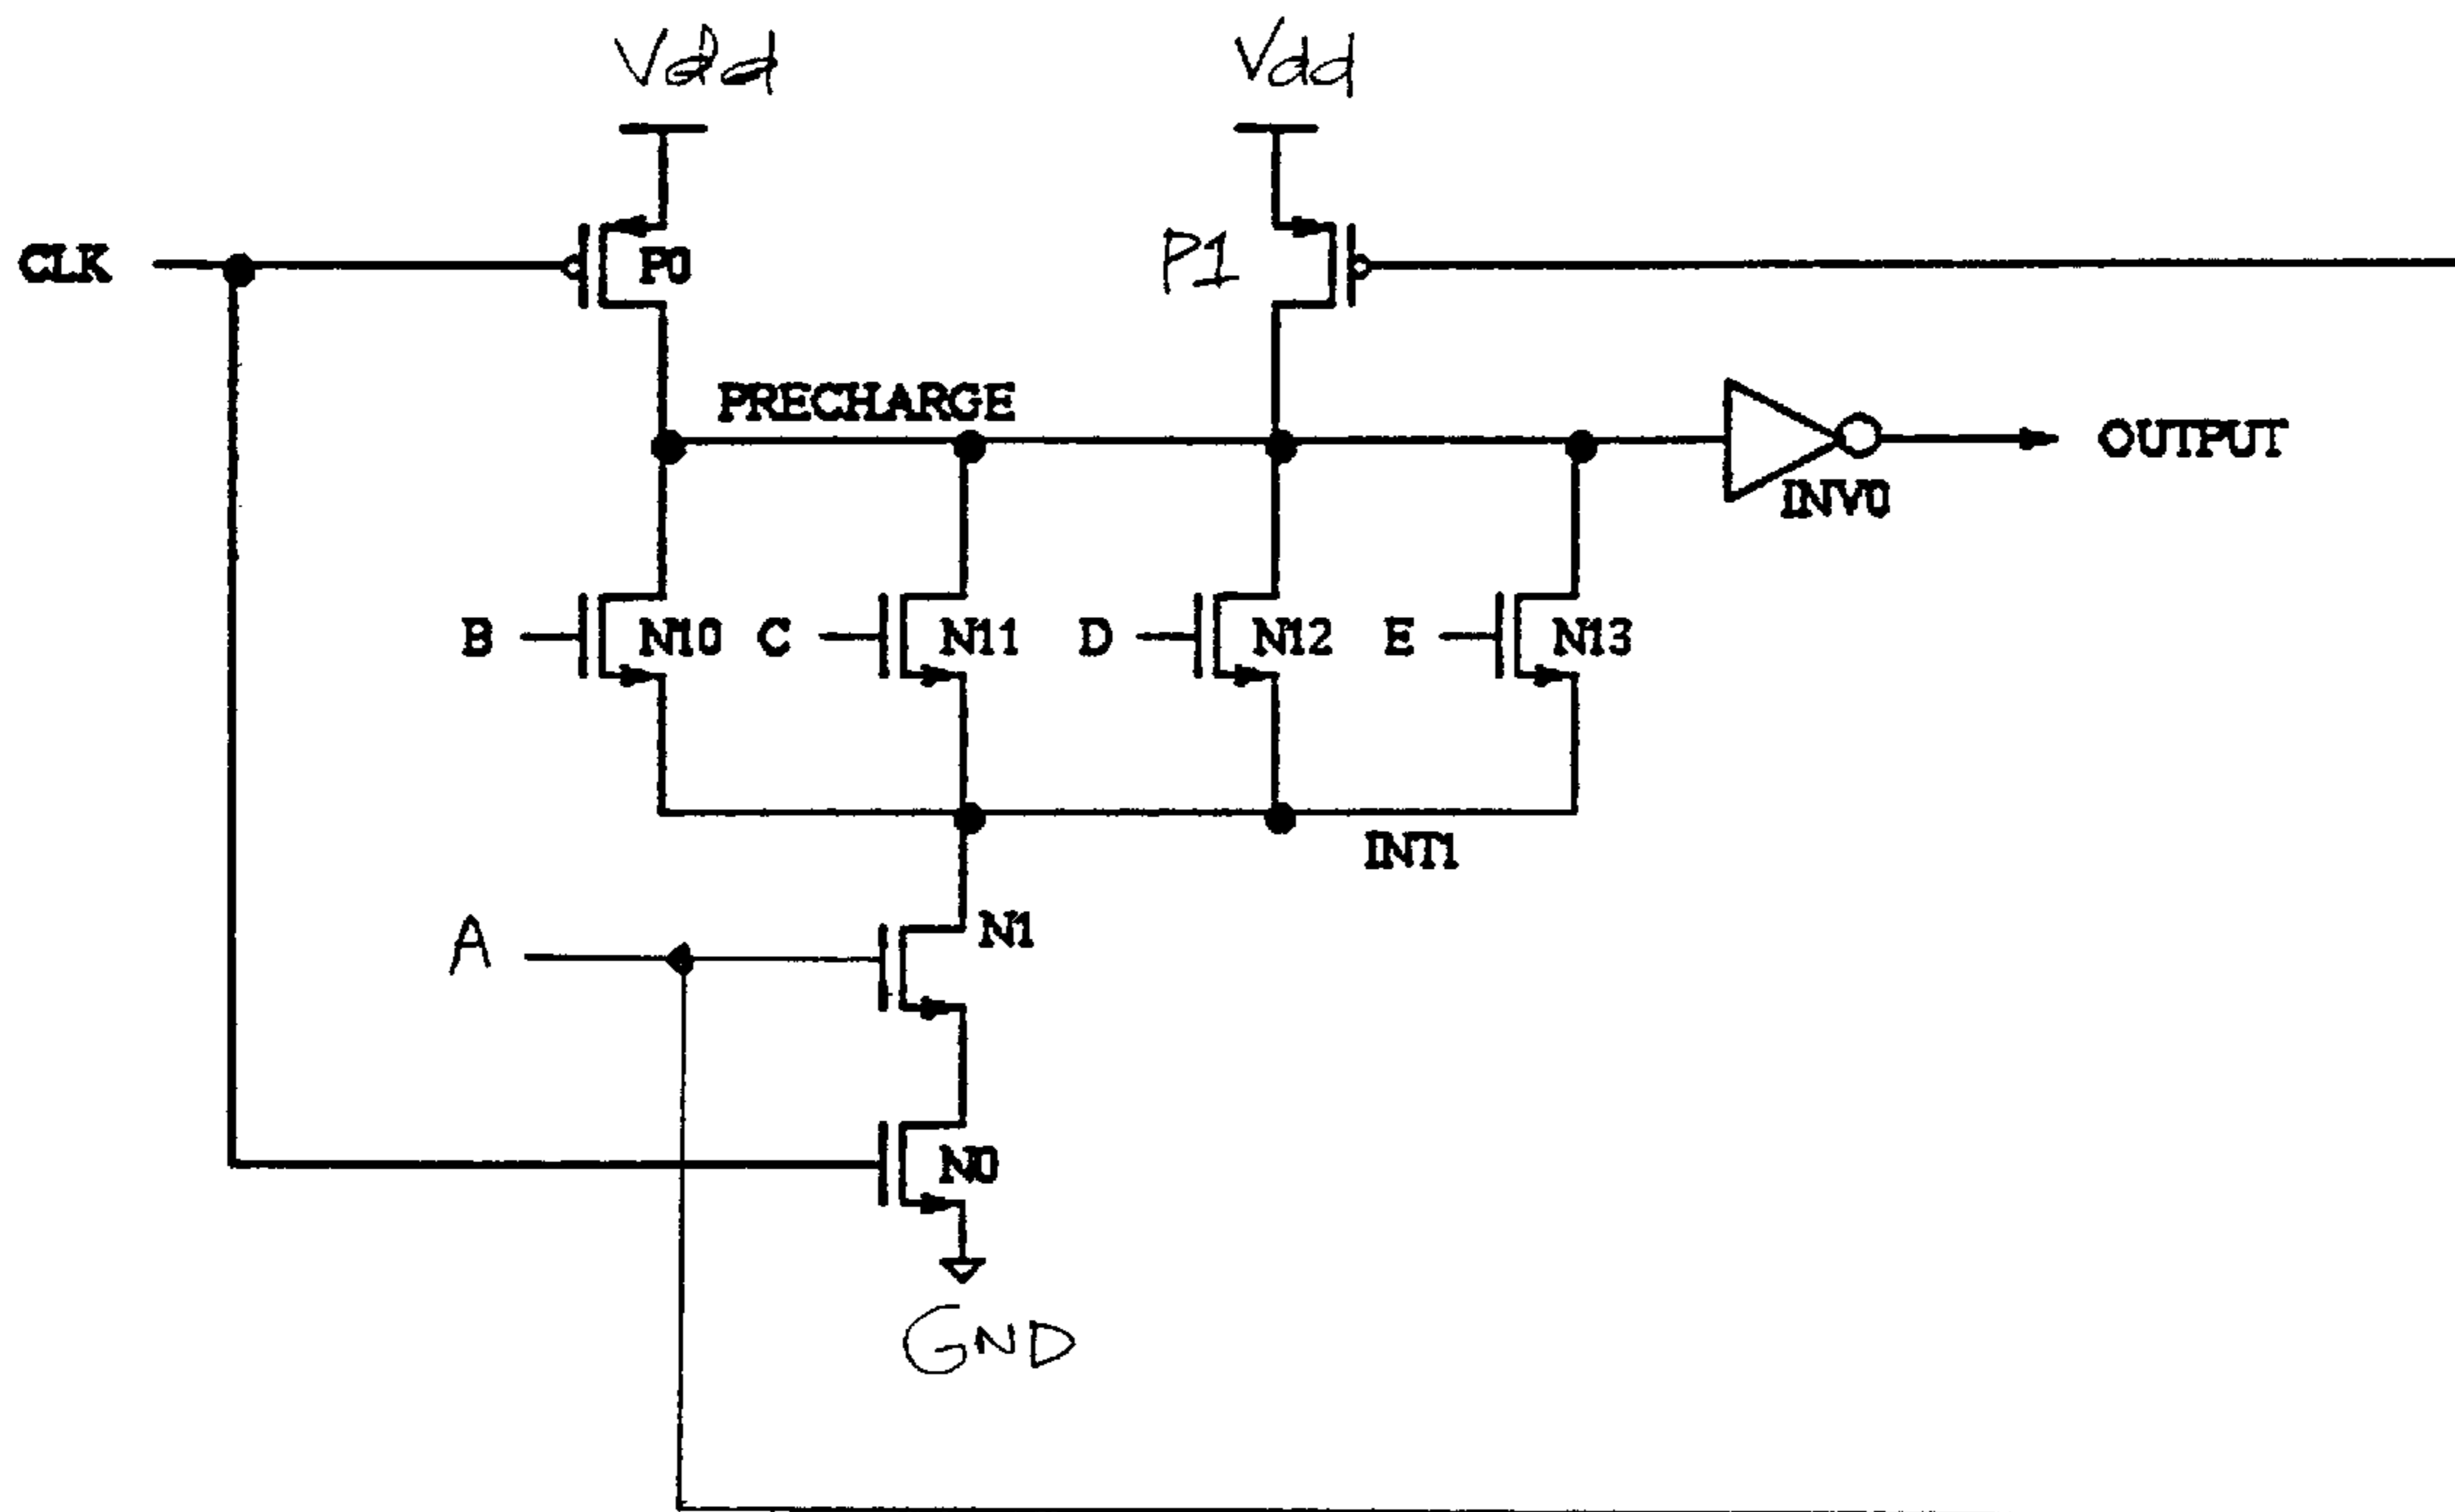 Vdd
Vdd
CLK
P0
P1
PRECHARGE
OUTPUT
INV0
B
N10
C
N11
D
N12
E
N13
INT1
A
N1
N0
GND